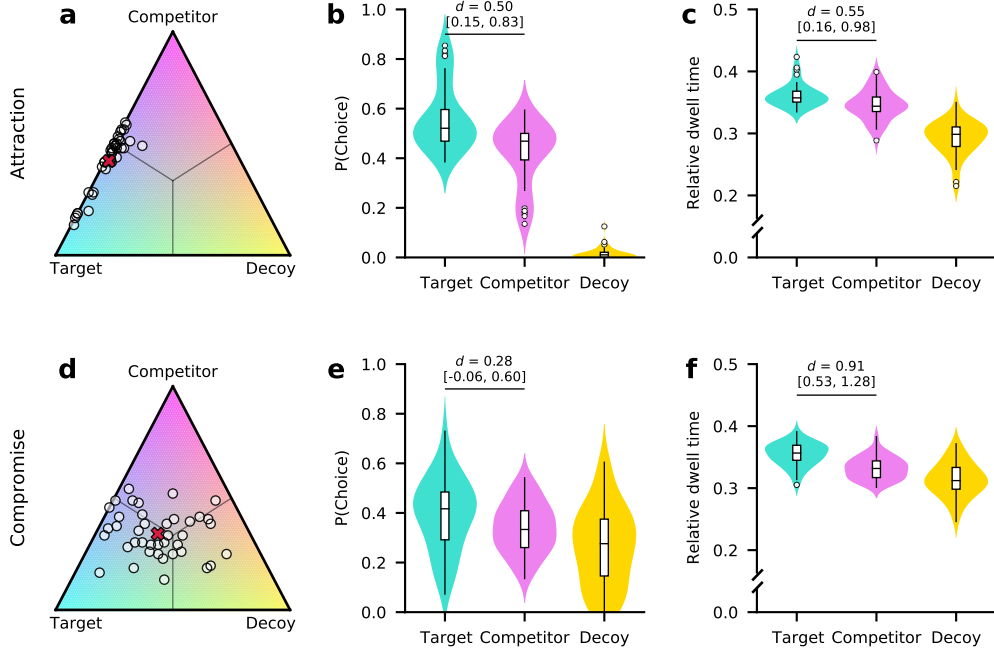 a
Competitor
Attraction
Target
Decoy
b
d = 0.50
[0.15, 0.83]
P(Choice)
1.0
0.8
0.6
0.4
0.2
0.0
Target
Competitor
Decoy
c
d = 0.55
[0.16, 0.98]
Relative dwell time
0.5
0.4
0.3
0.2
0.0
Target
Competitor
Decoy
d
Competitor
Compromise
Target
Decoy
e
d = 0.28
[-0.06, 0.60]
P(Choice)
1.0
0.8
0.6
0.4
0.2
0.0
Target
Competitor
Decoy
f
d = 0.91
[0.53, 1.28]
Relative dwell time
0.5
0.4
0.3
0.2
0.0
Target
Competitor
Decoy